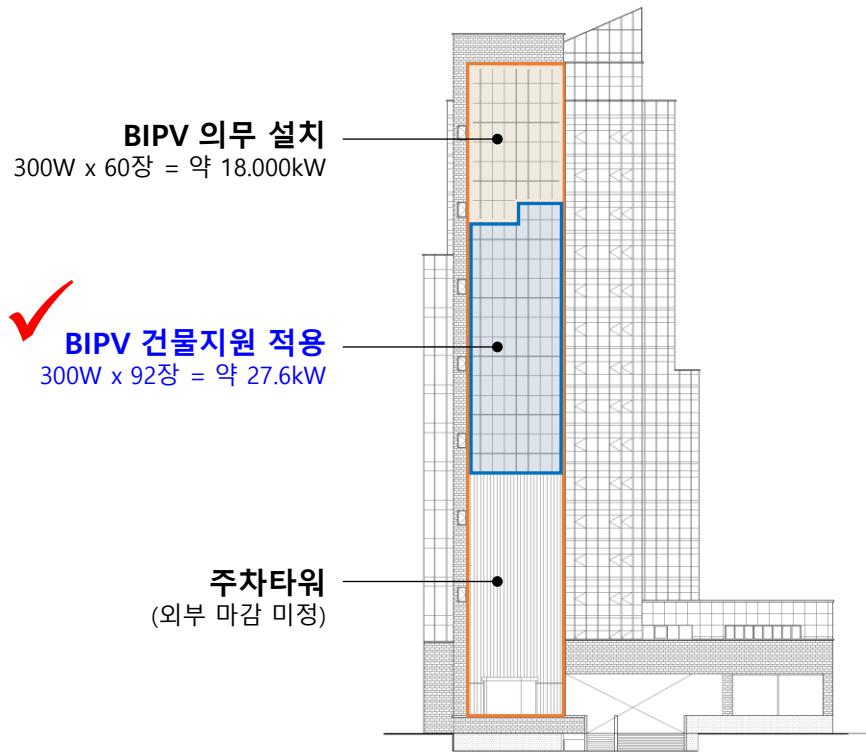 BIPV 의무 설치
300W x 60장 = 약 18.000kW
BIPV 건물지원 적용
300W x 92장 = 약 27.6kW
주차타워
(외부 마감 미정)